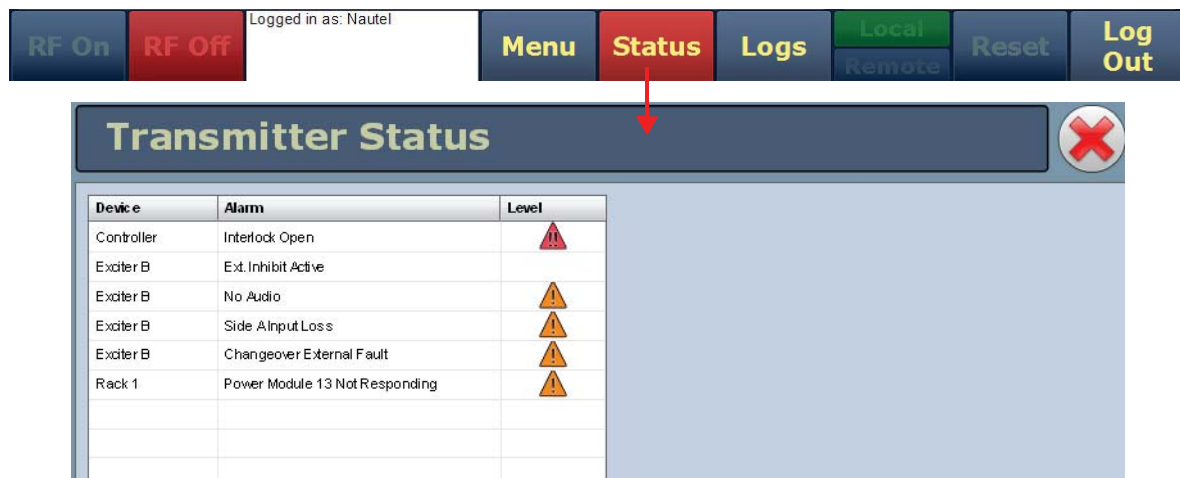 RF On
RF Off
Logged in as: Nautel
Menu
Status
Logs
Local
Remote
Reset
Log
Out
Transmitter Status
Device Alarm Level
Controller Interlock Open
Exciter B Ext. Inhibit Active
Exciter B No Audio
Exciter B Side A Input Loss
Exciter B Changeover External Fault
Rack 1 Power Module 13 Not Responding